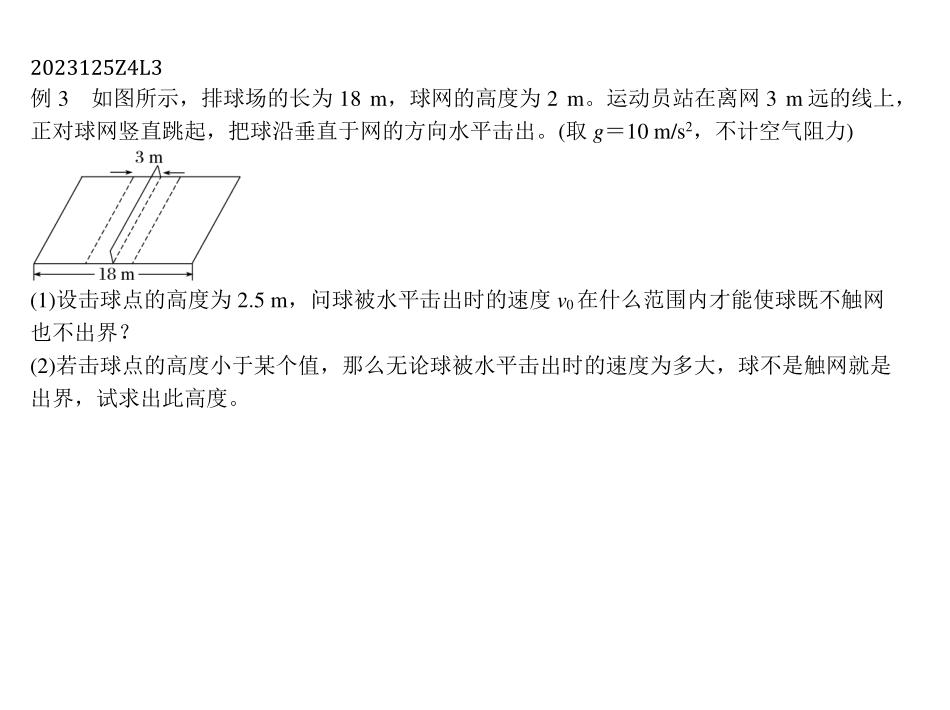 2023125Z4L3
例 3　如图所示，排球场的长为 18 m，球网的高度为 2 m。运动员站在离网 3 m 远的线上，
正对球网竖直跳起，把球沿垂直于网的方向水平击出。(取 g＝10 m/s²，不计空气阻力)
3 m
18 m
(1)设击球点的高度为 2.5 m，问球被水平击出时的速度 v₀在什么范围内才能使球既不触网
也不出界？
(2)若击球点的高度小于某个值，那么无论球被水平击出时的速度为多大，球不是触网就是
出界，试求出此高度。